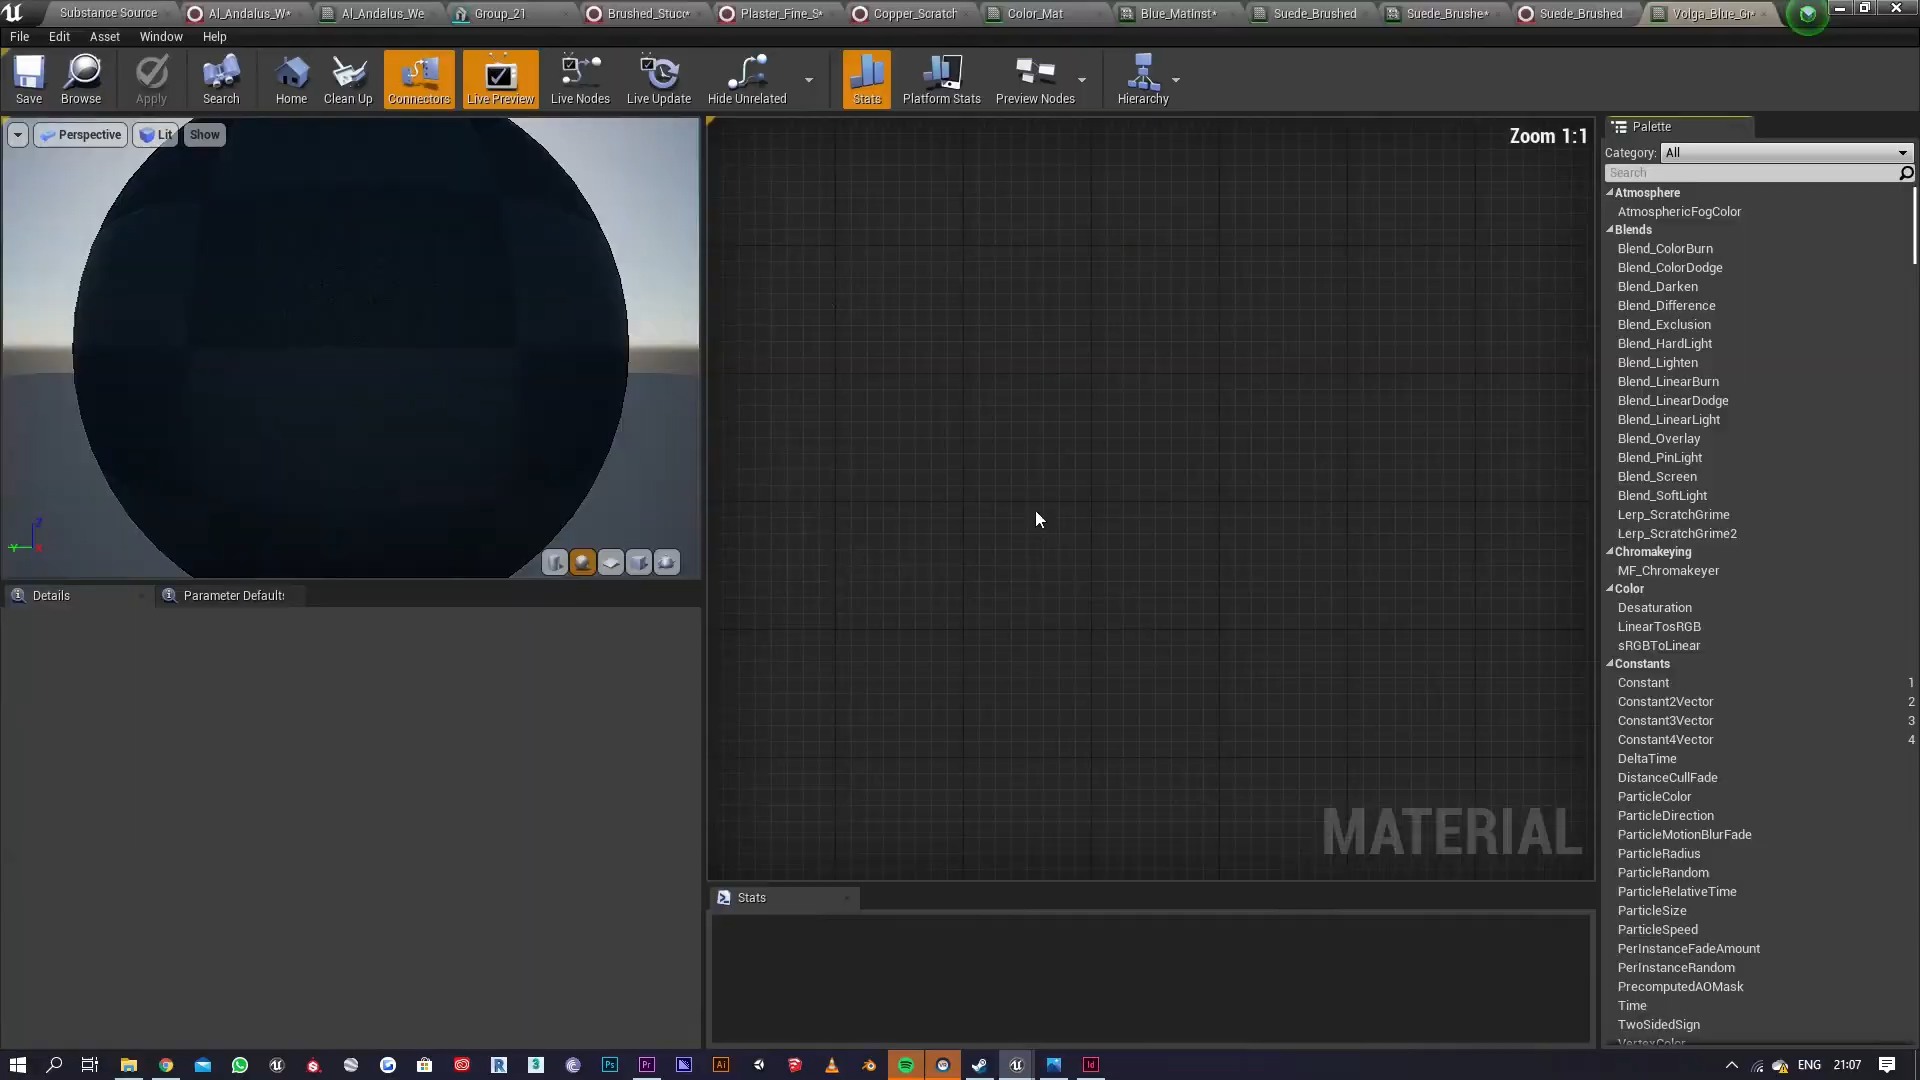 Substance Source
Al_Andalus_W*
Al_Andalus_We
Group_21
Brushed_Stucc*
Plaster_Fine_S*
Copper_Scratch
Color_Mat
Blue_MatInst*
Suede_Brushed
Suede_Brushe*
Suede_Brushed
Volga_Blue_Gr*
File Edit Asset Window Help
Save
Browse
Apply
Search
Home
Clean Up
Connectors
Live Preview
Live Nodes
Live Update
Hide Unrelated
Stats
Platform Stats
Preview Nodes
Hierarchy
Perspective
Lit
Show
Zoom 1:1
Palette
Category: All
Search
Atmosphere
AtmosphericFogColor
Blends
Blend_ColorBurn
Blend_ColorDodge
Blend_Darken
Blend_Difference
Blend_Exclusion
Blend_HardLight
Blend_Lighten
Blend_LinearBurn
Blend_LinearDodge
Blend_LinearLight
Blend_Overlay
Blend_PinLight
Blend_Screen
Blend_SoftLight
Lerp_ScratchGrime
Lerp_ScratchGrime2
Chromakeying
MF_Chromakeyer
Color
Desaturation
LinearTosRGB
sRGBToLinear
Constants
Constant 1
Constant2Vector 2
Constant3Vector 3
Constant4Vector 4
DeltaTime
DistanceCullFade
ParticleColor
ParticleDirection
ParticleMotionBlurFade
ParticleRadius
ParticleRandom
ParticleRelativeTime
ParticleSize
ParticleSpeed
PerInstanceFadeAmount
PerInstanceRandom
PrecomputedAOMask
Time
TwoSidedSign
VertexColor
Z
Y
X
Details
Parameter Defaults
MATERIAL
Stats
ENG
21:07